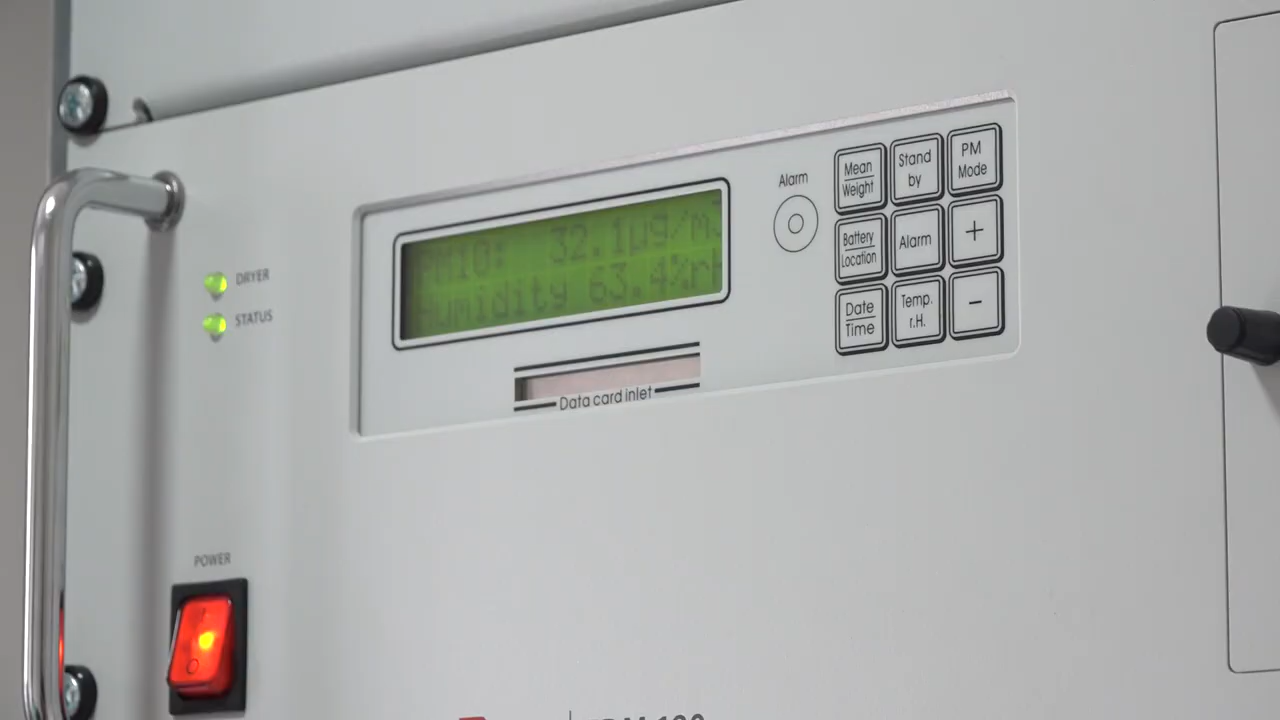 Alarm
Mean
Weight
Stand
by
PM
Mode
Battery
Location
Alarm
+
Date
Time
Temp.
r.H.
-
PM10: 32.1µg/m3
Humidity 63.4%rH
DRYER
STATUS
Data card inlet
POWER